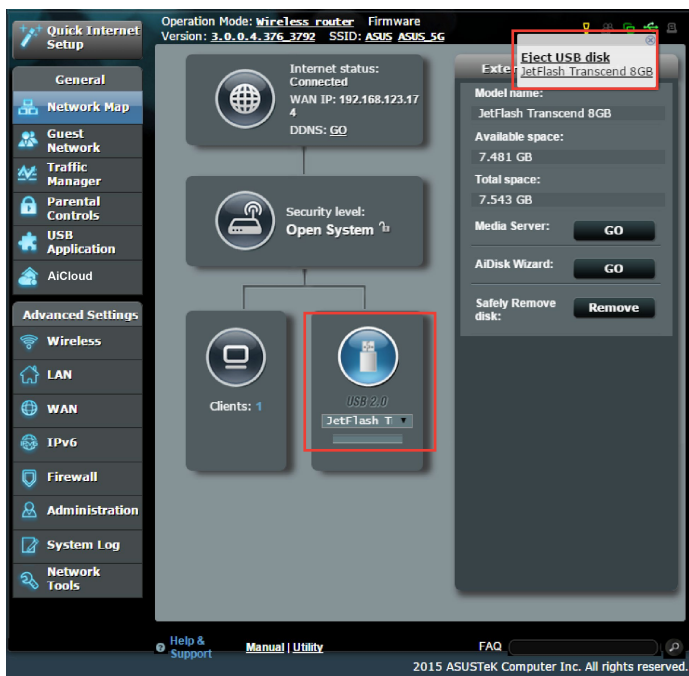 Quick Internet
Setup
Operation Mode: Wireless router Firmware
Version: 3.0.0.4.376_3792 SSID: ASUS ASUS_5G
General
Network Map
Guest
Network
Traffic
Manager
Parental
Controls
USB
Application
AiCloud
Advanced Settings
Wireless
LAN
WAN
IPv6
Firewall
Administration
System Log
Network
Tools
Internet status:
Connected
WAN IP: 192.168.123.17
4
DDNS: GO
Security level:
Open System
Clients: 1
USB 2.0
JetFlash T
Eject USB disk
JetFlash Transcend 8GB
Exte
Model name:
JetFlash Transcend 8GB
Available space:
7.481 GB
Total space:
7.543 GB
Media Server: GO
AiDisk Wizard: GO
Safely Remove
disk: Remove
Help &
Support
Manual | Utility
FAQ
2015 ASUSTeK Computer Inc. All rights reserved.